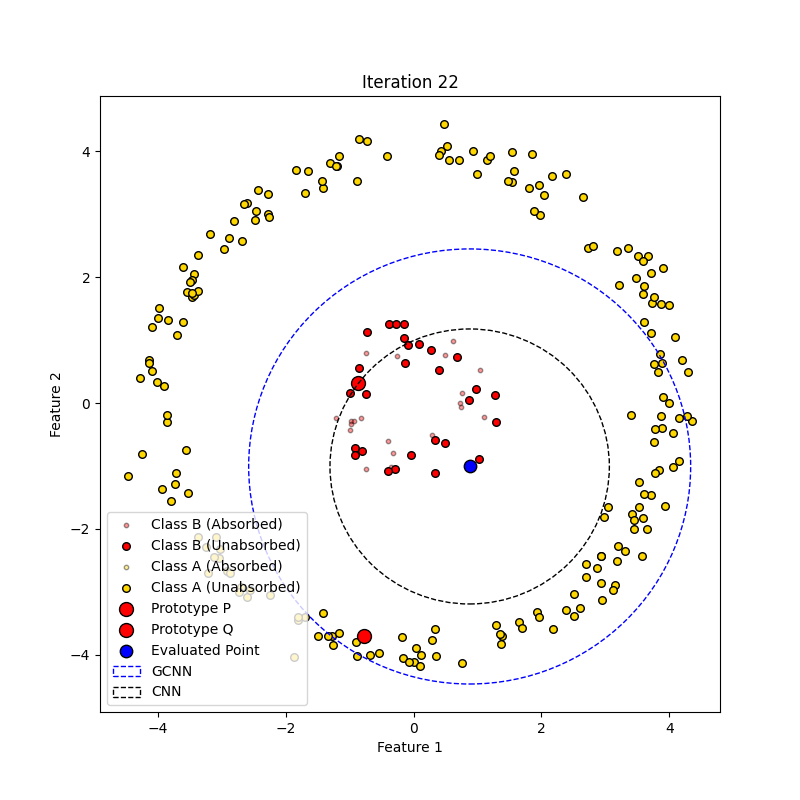 Iteration 22
Feature 2
4
2
0
−2
−4
Class B (Absorbed)
Class B (Unabsorbed)
Class A (Absorbed)
Class A (Unabsorbed)
Prototype P
Prototype Q
Evaluated Point
GCNN
CNN
−4 −2 0 2 4
Feature 1